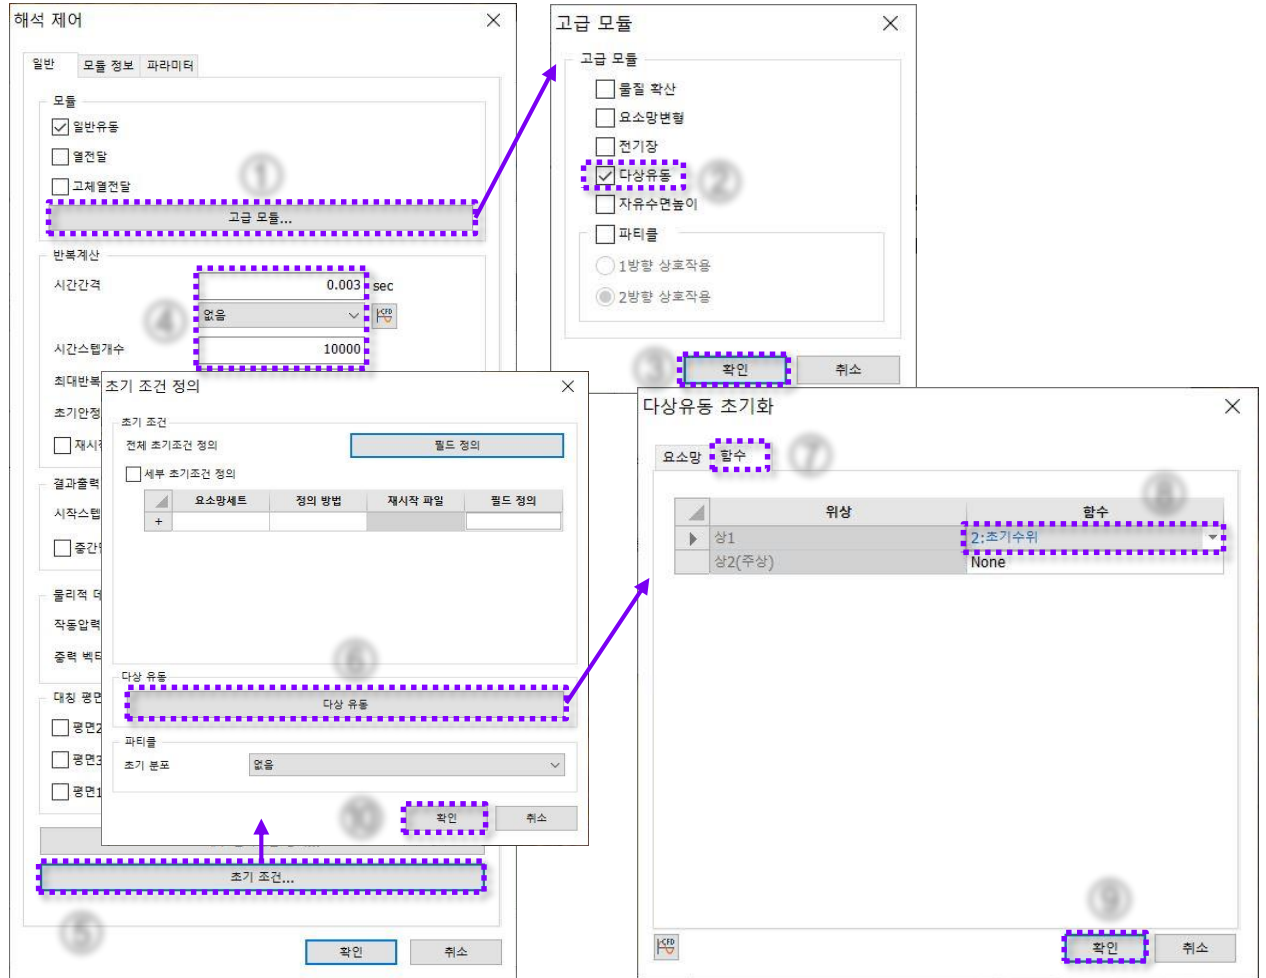 해석 제어
일반 모듈 정보 파라미터
모듈
일반유동
열전달
①
고체열전달
고급 모듈...
반복계산
시간간격 0.003 sec
④ 없음
시간스텝개수 10000
최대반복
초기안정
재시
결과출력
시작스텝
중간
물리적 데
작동압력
중력 벡터
대칭 평면
평면2
평면3
평면1
초기 조건...
⑤
확인 취소
고급 모듈
고급 모듈
물질 확산
요소망변형
전기장
다상유동 ②
자유수면높이
파티클
1방향 상호작용
2방향 상호작용
③ 확인 취소
초기 조건 정의
초기 조건
전체 초기조건 정의 필드 정의
세부 초기조건 정의
요소망세트 정의 방법 재시작 파일 필드 정의
+
⑥
다상 유동
다상 유동
파티클
초기 분포 없음
⑩ 확인 취소
다상유동 초기화
요소망 함수 ⑦
⑧
위상 함수
상1 2:초기수위
상2(주상) None
⑨
CFD
확인 취소